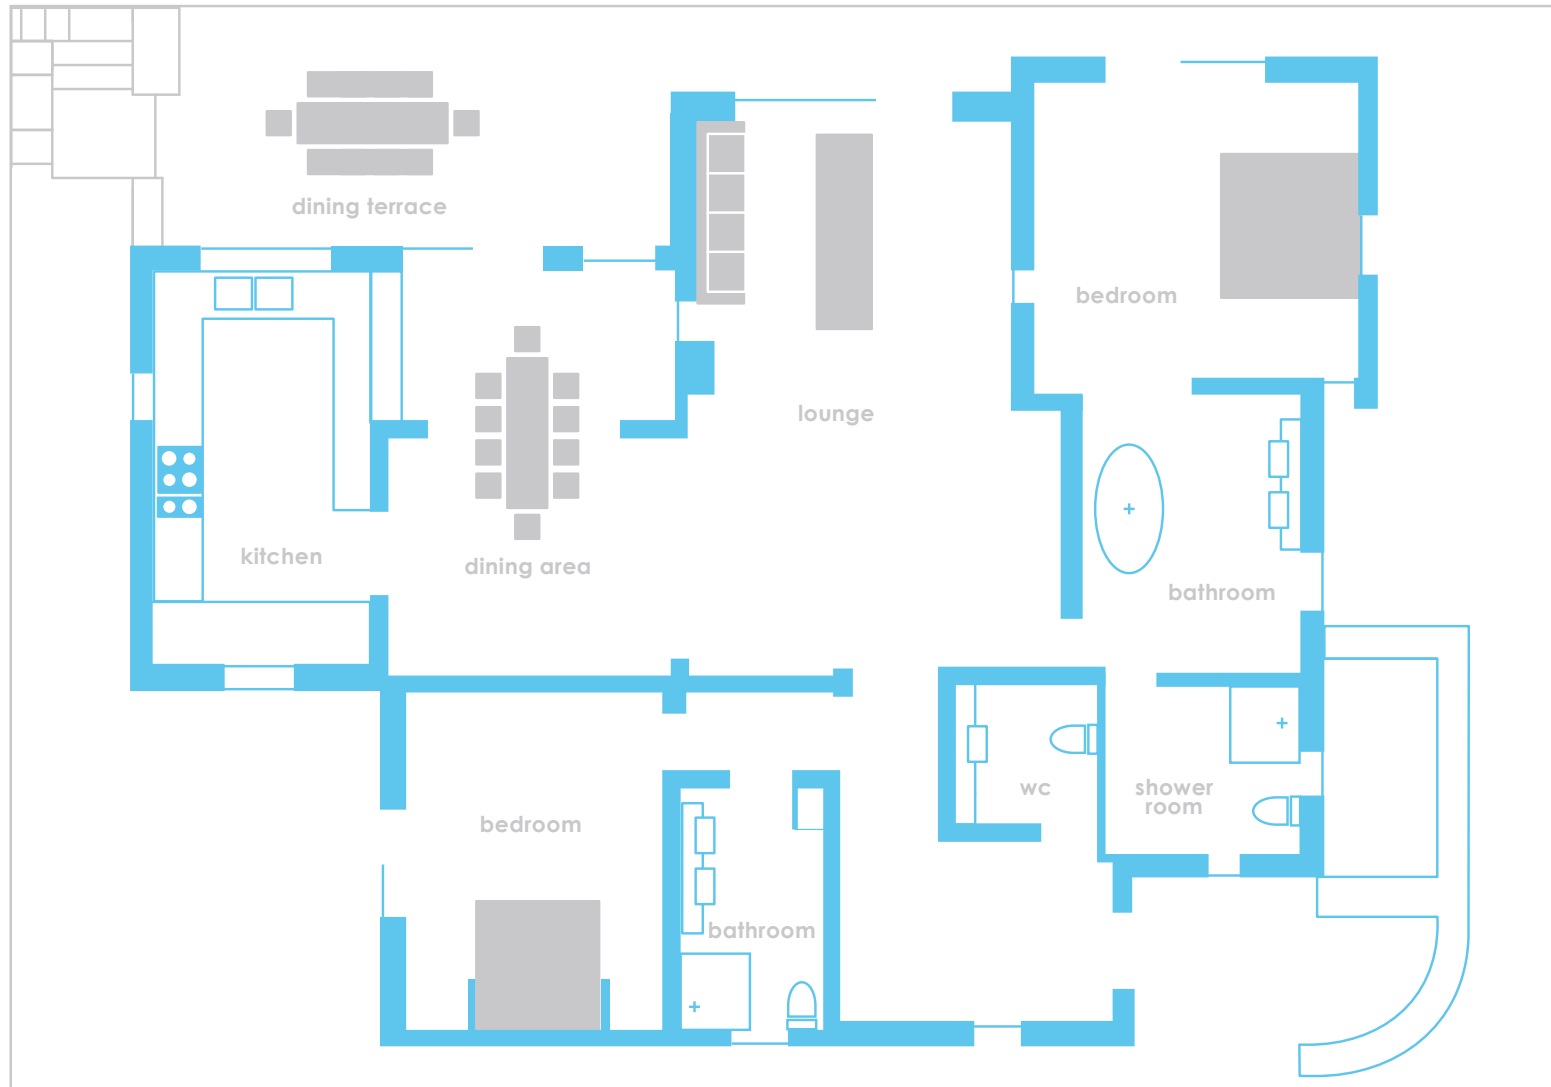 dining terrace
bedroom
lounge
kitchen
dining area
bathroom
wc
shower
room
bedroom
bathroom